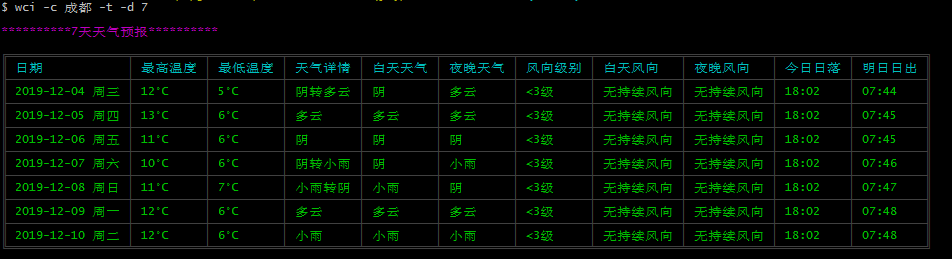 $ wci -c 成都 -t -d 7
**********7天天气预报**********
日期 最高温度 最低温度 天气详情 白天天气 夜晚天气 风向级别 白天风向 夜晚风向 今日日落 明日日出
2019-12-04 周三 12°C 5°C 阴转多云 阴 多云 <3级 无持续风向 无持续风向 18:02 07:44
2019-12-05 周四 13°C 6°C 多云 多云 多云 <3级 无持续风向 无持续风向 18:02 07:45
2019-12-06 周五 11°C 6°C 阴 阴 阴 <3级 无持续风向 无持续风向 18:02 07:45
2019-12-07 周六 10°C 6°C 阴转小雨 阴 小雨 <3级 无持续风向 无持续风向 18:02 07:46
2019-12-08 周日 11°C 7°C 小雨转阴 小雨 阴 <3级 无持续风向 无持续风向 18:02 07:47
2019-12-09 周一 12°C 6°C 多云 多云 多云 <3级 无持续风向 无持续风向 18:02 07:48
2019-12-10 周二 12°C 6°C 小雨 小雨 小雨 <3级 无持续风向 无持续风向 18:02 07:48